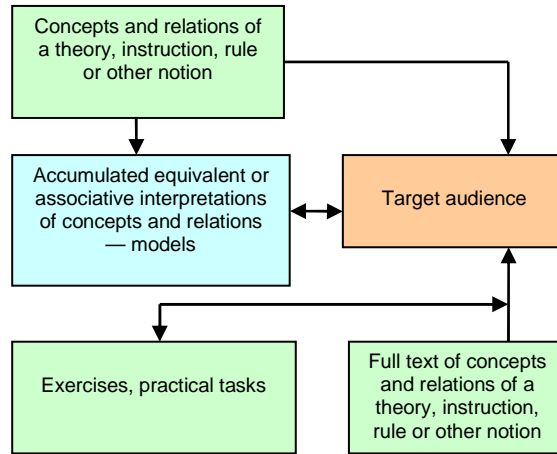 Concepts and relations of
a theory, instruction, rule
or other notion
Accumulated equivalent or
associative interpretations
of concepts and relations
— models
Target audience
Exercises, practical tasks
Full text of concepts
and relations of a
theory, instruction,
rule or other notion